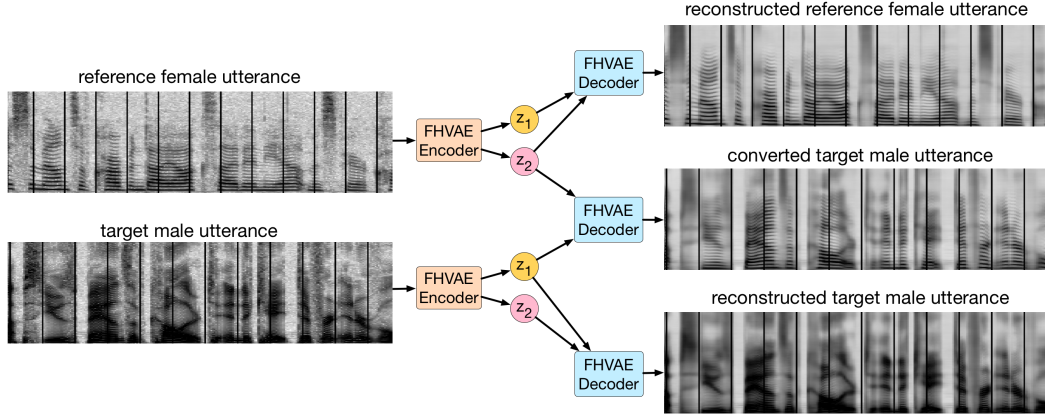 reconstructed reference female utterance
reference female utterance
FHVAE
Decoder
z1
FHVAE
Encoder
z2
converted target male utterance
FHVAE
Decoder
target male utterance
z1
FHVAE
Encoder
z2
reconstructed target male utterance
FHVAE
Decoder